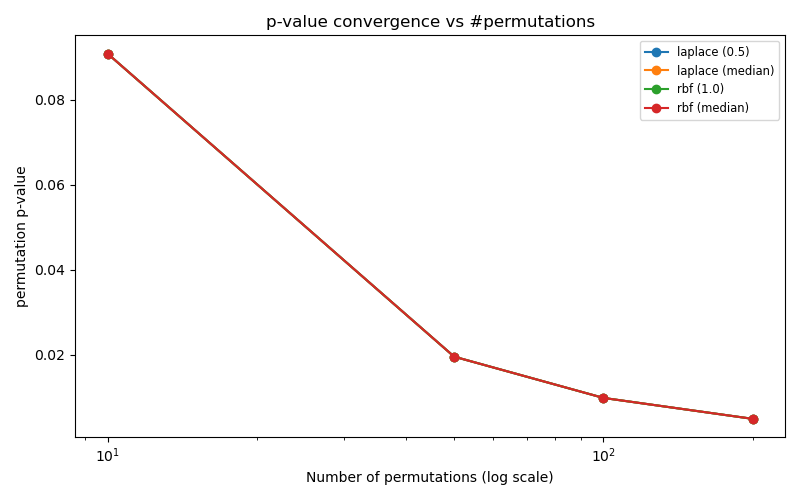 p-value convergence vs #permutations
laplace (0.5)
laplace (median)
rbf (1.0)
rbf (median)
permutation p-value
0.08
0.06
0.04
0.02
10¹
10²
Number of permutations (log scale)